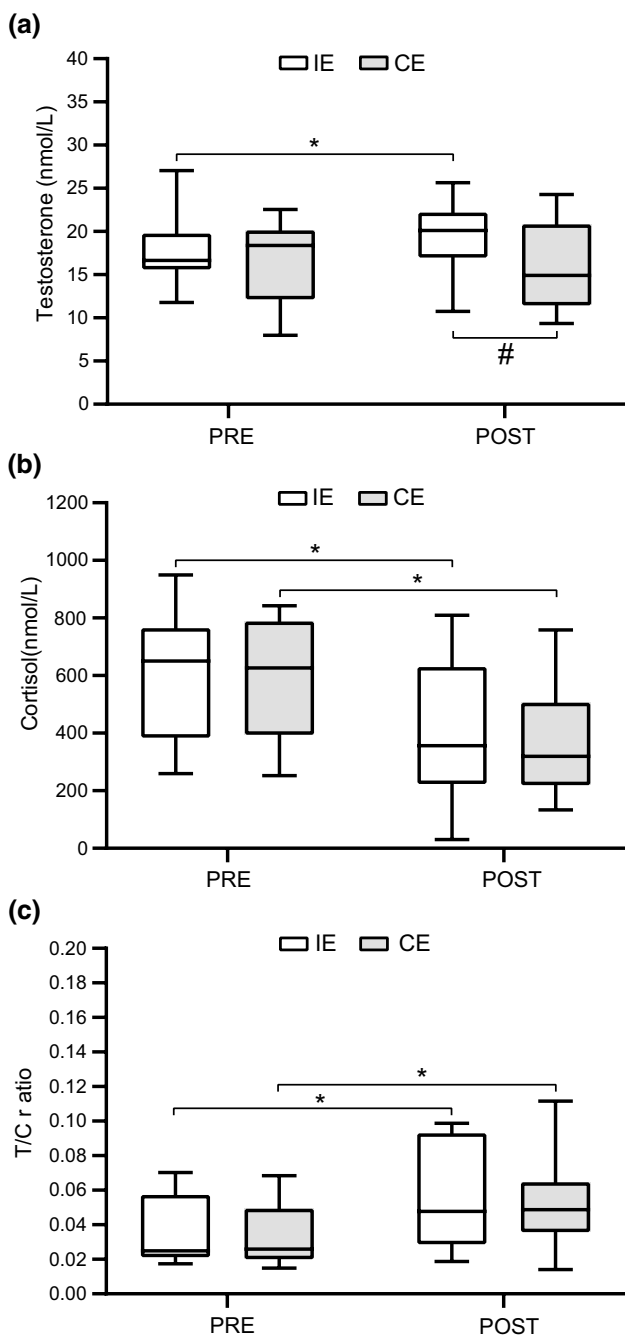 (a)
IE CE
Testosterone (nmol/L)
40
35
30
25
20
15
10
5
0
*
#
PRE POST
(b)
IE CE
Cortisol(nmol/L)
1200
1000
800
600
400
200
0
*
*
PRE POST
(c)
IE CE
T/C r atio
0.20
0.18
0.16
0.14
0.12
0.10
0.08
0.06
0.04
0.02
0.00
*
*
PRE POST